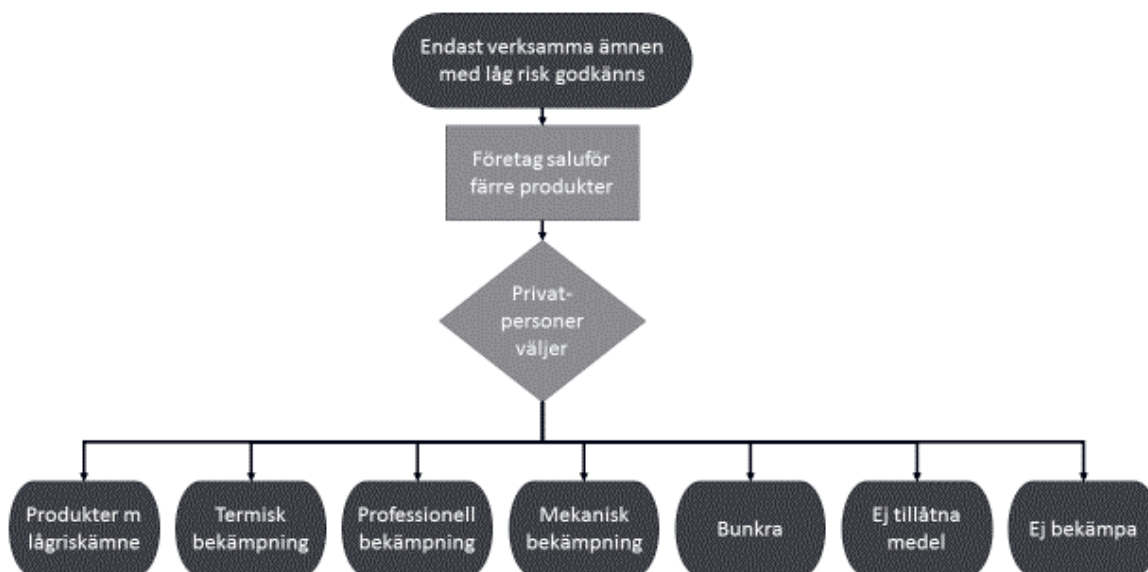 Endast verksamma ämnen
med låg risk godkänns
Företag saluför
färre produkter
Privat-
personer
väljer
Produkter m
lågriskämne
Termisk
bekämpning
Professionell
bekämpning
Mekanisk
bekämpning
Bunkra
Ej tillåtna
medel
Ej bekämpa